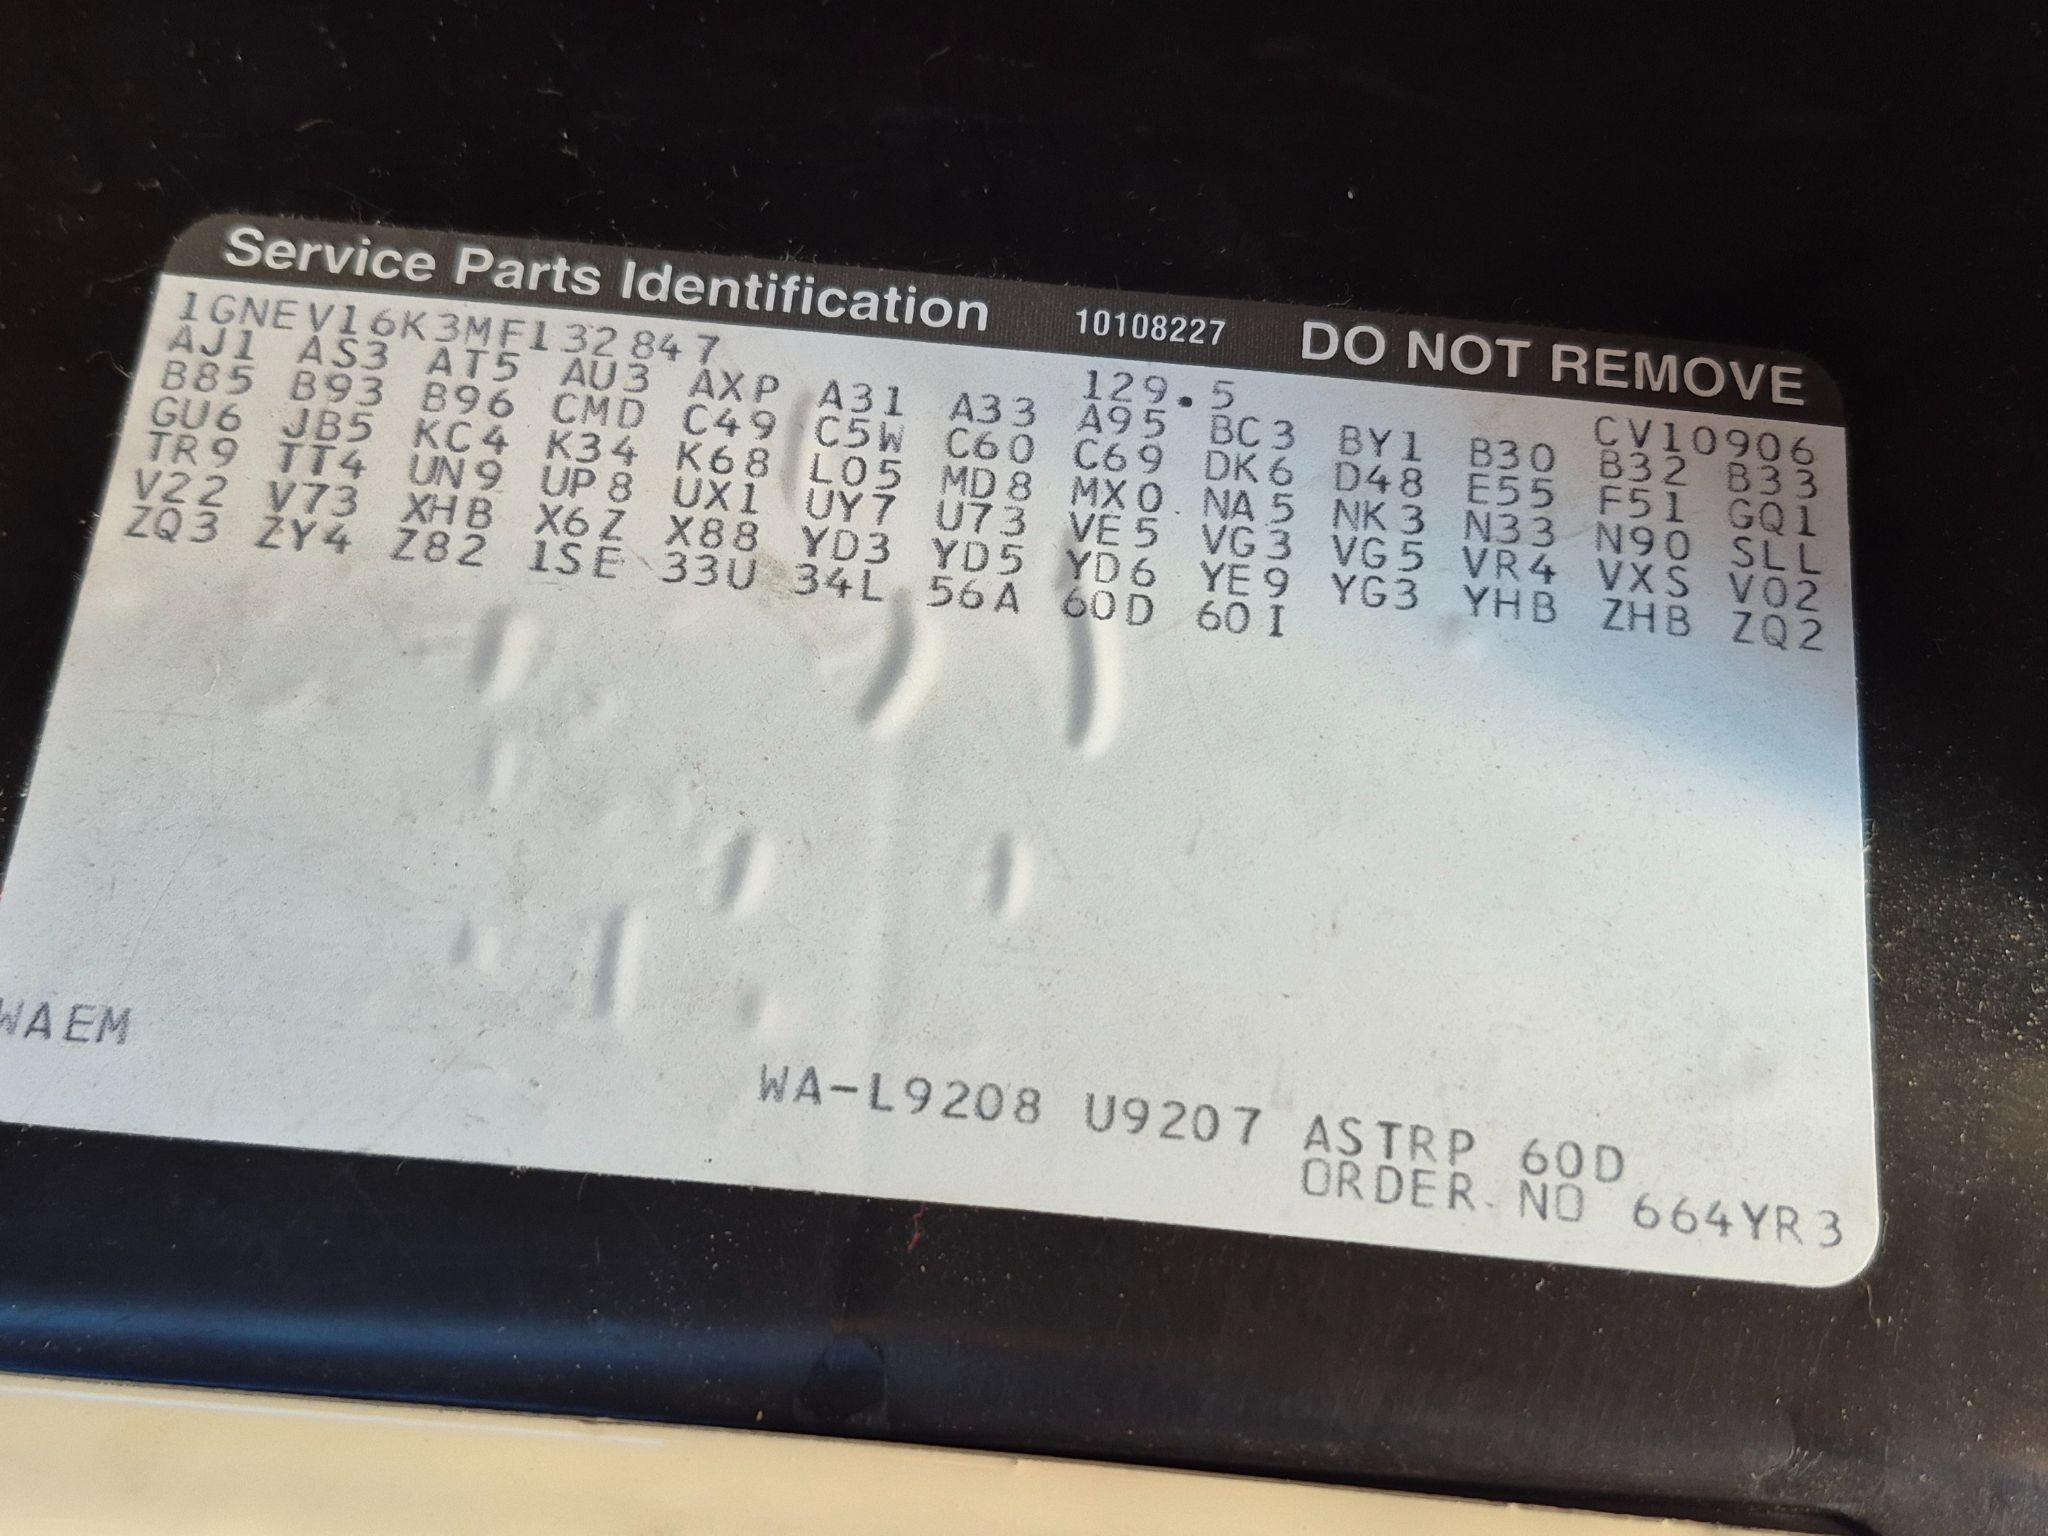 Service Parts Identification 10108227 DO NOT REMOVE
1GNEV16K3MF132847 129.5 CV10906
AJ1 AS3 AT5 AU3 AXP A31 A33 A95 BC3 BY1 B30 B32 B33
B85 B93 B96 CMD C49 C5W C60 C69 DK6 D48 E55 F51 GQ1
GU6 JB5 KC4 K34 K68 L05 MD8 MX0 NA5 NK3 N33 N90 SLL
TR9 TT4 UN9 UP8 UX1 UY7 U73 VE5 VG3 VG5 VR4 VXS V02
V22 V73 XHB X6Z X88 YD3 YD5 YD6 YE9 YG3 YHB ZHB ZQ2
ZQ3 ZY4 Z82 1SE 33U 34L 56A 60D 60I
WAEM
WA-L9208 U9207 ASTRP 60D
ORDER NO 664YR3